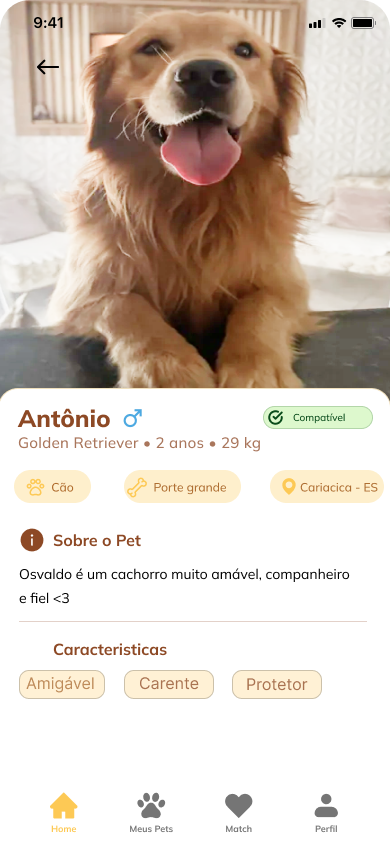 9:41
Antônio
Compatível
Golden Retriever • 2 anos • 29 kg
Cão
Porte grande
Cariacica - ES
Sobre o Pet
Osvaldo é um cachorro muito amável, companheiro
e fiel <3
Caracteristicas
Amigável
Carente
Protetor
Home
Meus Pets
Match
Perfil